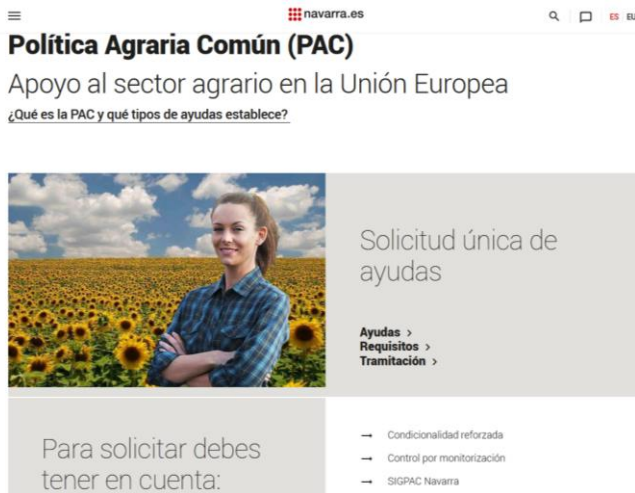 navarra.es
ES EU
Política Agraria Común (PAC)
Apoyo al sector agrario en la Unión Europea
¿Qué es la PAC y qué tipos de ayudas establece?
Solicitud única de
ayudas
Ayudas >
Requisitos >
Tramitación >
Para solicitar debes
tener en cuenta:
→ Condicionalidad reforzada
→ Control por monitorización
→ SIGPAC Navarra